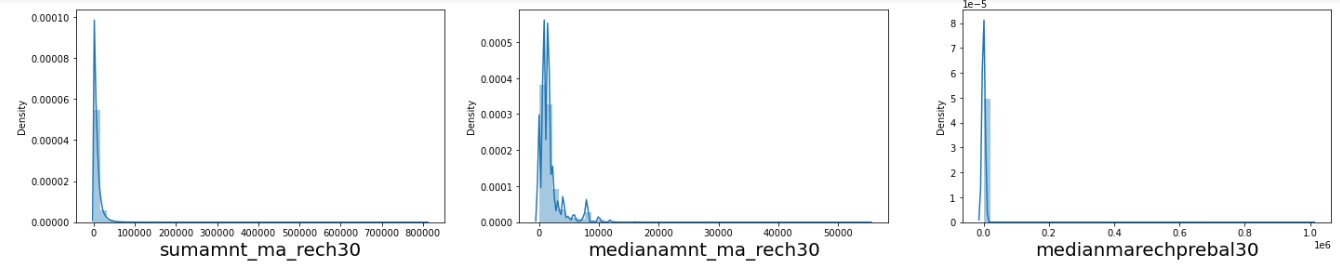 0.00010
0.00008
0.00006
0.00004
0.00002
0.00000
Density
0 100000 200000 300000 400000 500000 600000 700000 800000
sumamnt_ma_rech30
0.0005
0.0004
0.0003
0.0002
0.0001
0.0000
Density
0 10000 20000 30000 40000 50000
medianamnt_ma_rech30
1e-5
8
7
6
5
4
3
2
1
0
Density
0.0 0.2 0.4 0.6 0.8 1.0
1e6
medianmarechprebal30